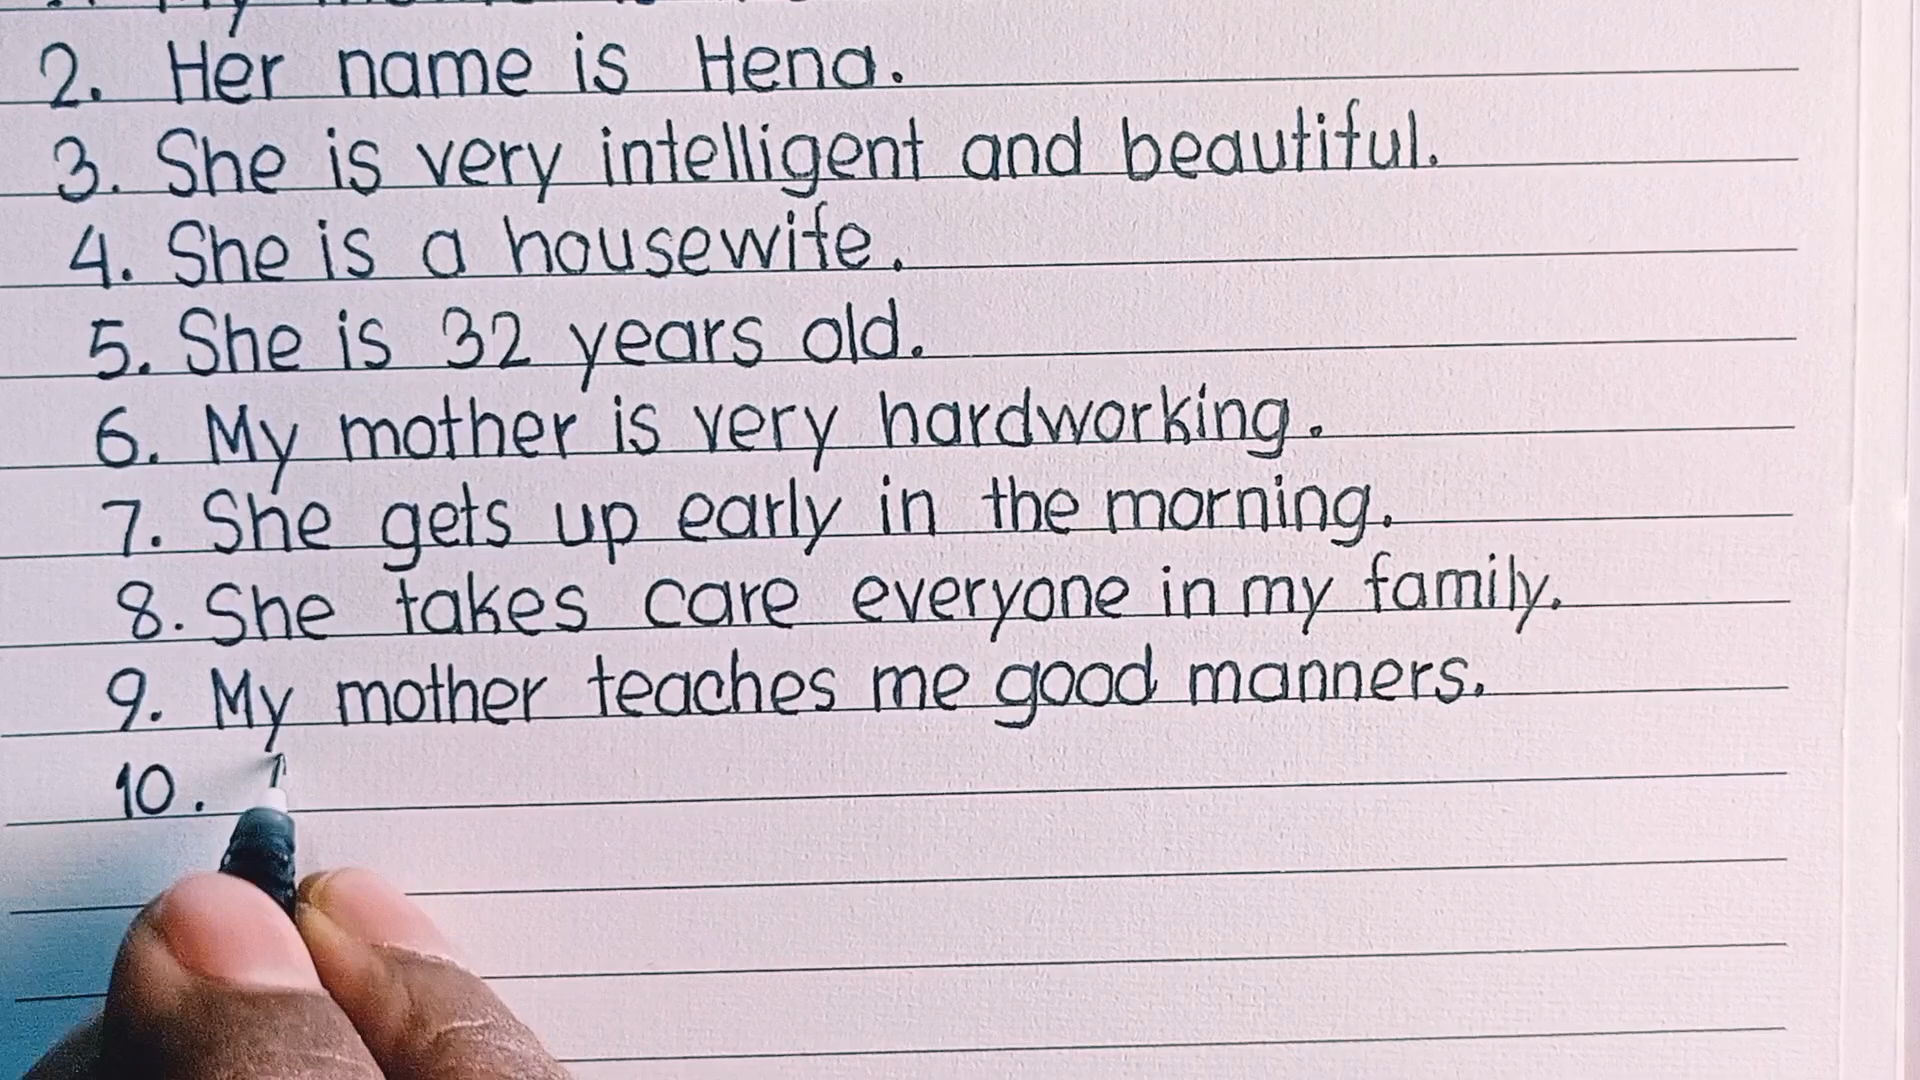 2. Her name is Hena.
3. She is very intelligent and beautiful.
4. She is a housewife.
5. She is 32 years old.
6. My mother is very hardworking.
7. She gets up early in the morning.
8. She takes care everyone in my family.
9. My mother teaches me good manners.
10.